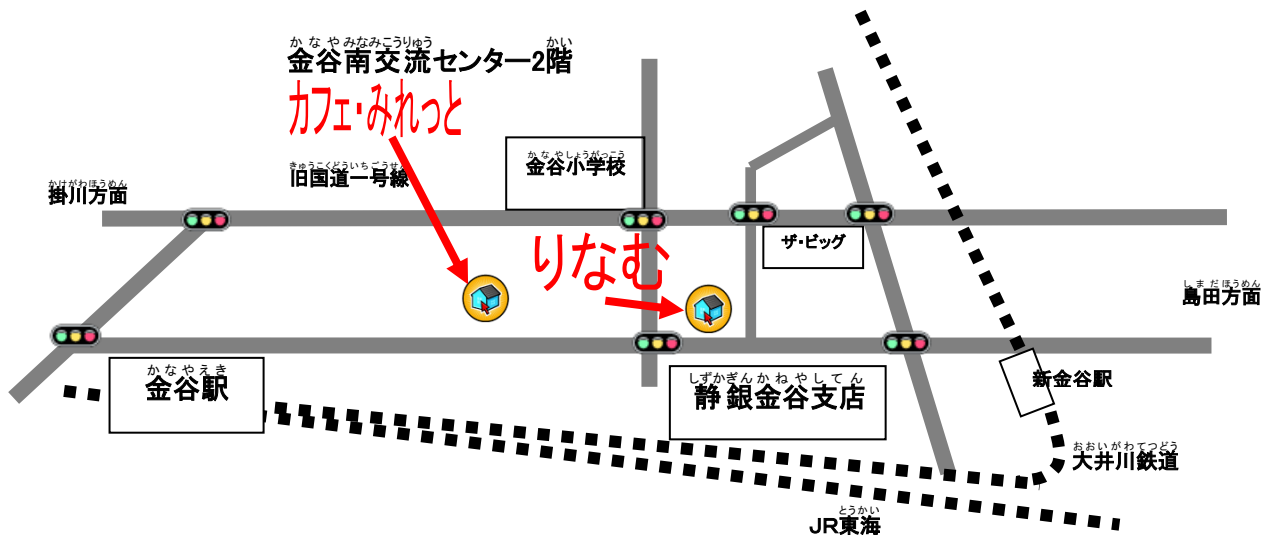 かなやみなみこうりゅう かい
金谷南交流センター2階
カフェ・みれっと
きゅうこくどういちごうせん
旧国道一号線
かなやしょうがっこう
金谷小学校
かけがわほうめん
掛川方面
りなむ
ザ・ビッグ
しまだほうめん
島田方面
かなやえき
金谷駅
しずかぎんかねやしてん
静銀金谷支店
新金谷駅
おおいがわてつどう
大井川鉄道
とうかい
JR東海